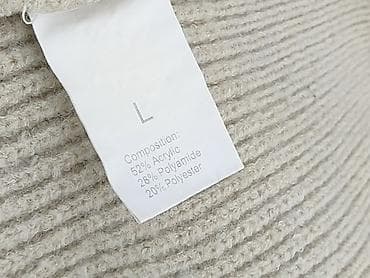 L
Composition:
52% Acrylic
28% Polyamide
20% Polyester